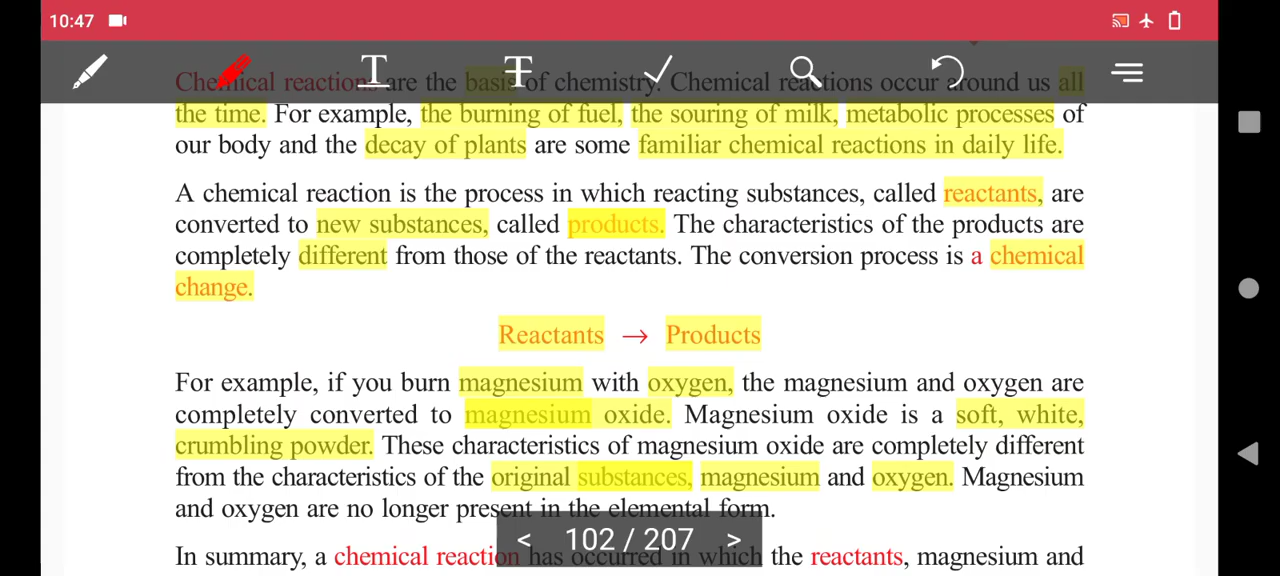 10:47
Chemical reactions are the basis of chemistry. Chemical reactions occur around us all
the time. For example, the burning of fuel, the souring of milk, metabolic processes of
our body and the decay of plants are some familiar chemical reactions in daily life.
A chemical reaction is the process in which reacting substances, called reactants, are
converted to new substances, called products. The characteristics of the products are
completely different from those of the reactants. The conversion process is a chemical
change.
Reactants → Products
For example, if you burn magnesium with oxygen, the magnesium and oxygen are
completely converted to magnesium oxide. Magnesium oxide is a soft, white,
crumbling powder. These characteristics of magnesium oxide are completely different
from the characteristics of the original substances, magnesium and oxygen. Magnesium
and oxygen are no longer present in the elemental form.
< 102 / 207 >
In summary, a chemical reaction has occurred in which the reactants, magnesium and